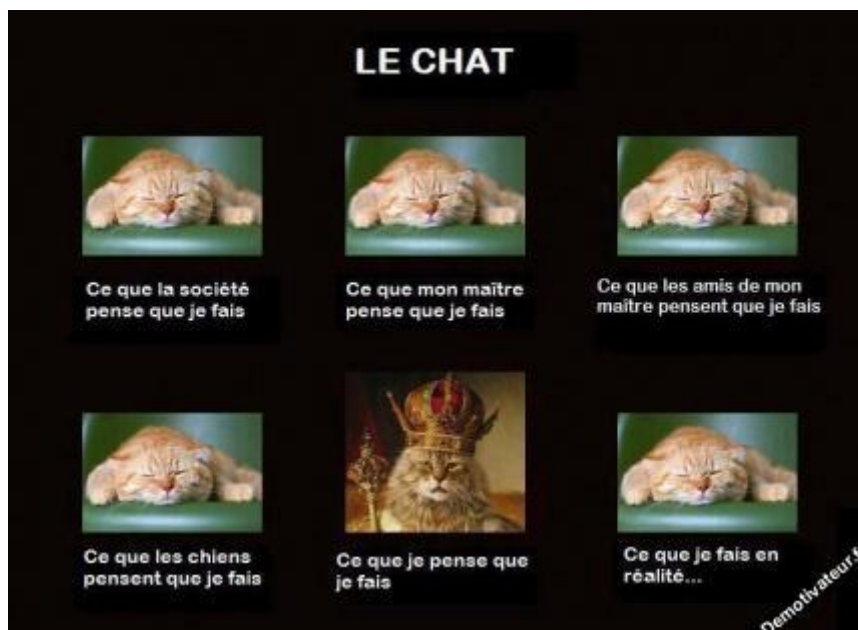 LE CHAT
Ce que la société
pense que je fais
Ce que mon maître
pense que je fais
Ce que les amis de mon
maître pensent que je fais
Ce que les chiens
pensent que je fais
Ce que je pense que
je fais
Ce que je fais en
réalité...